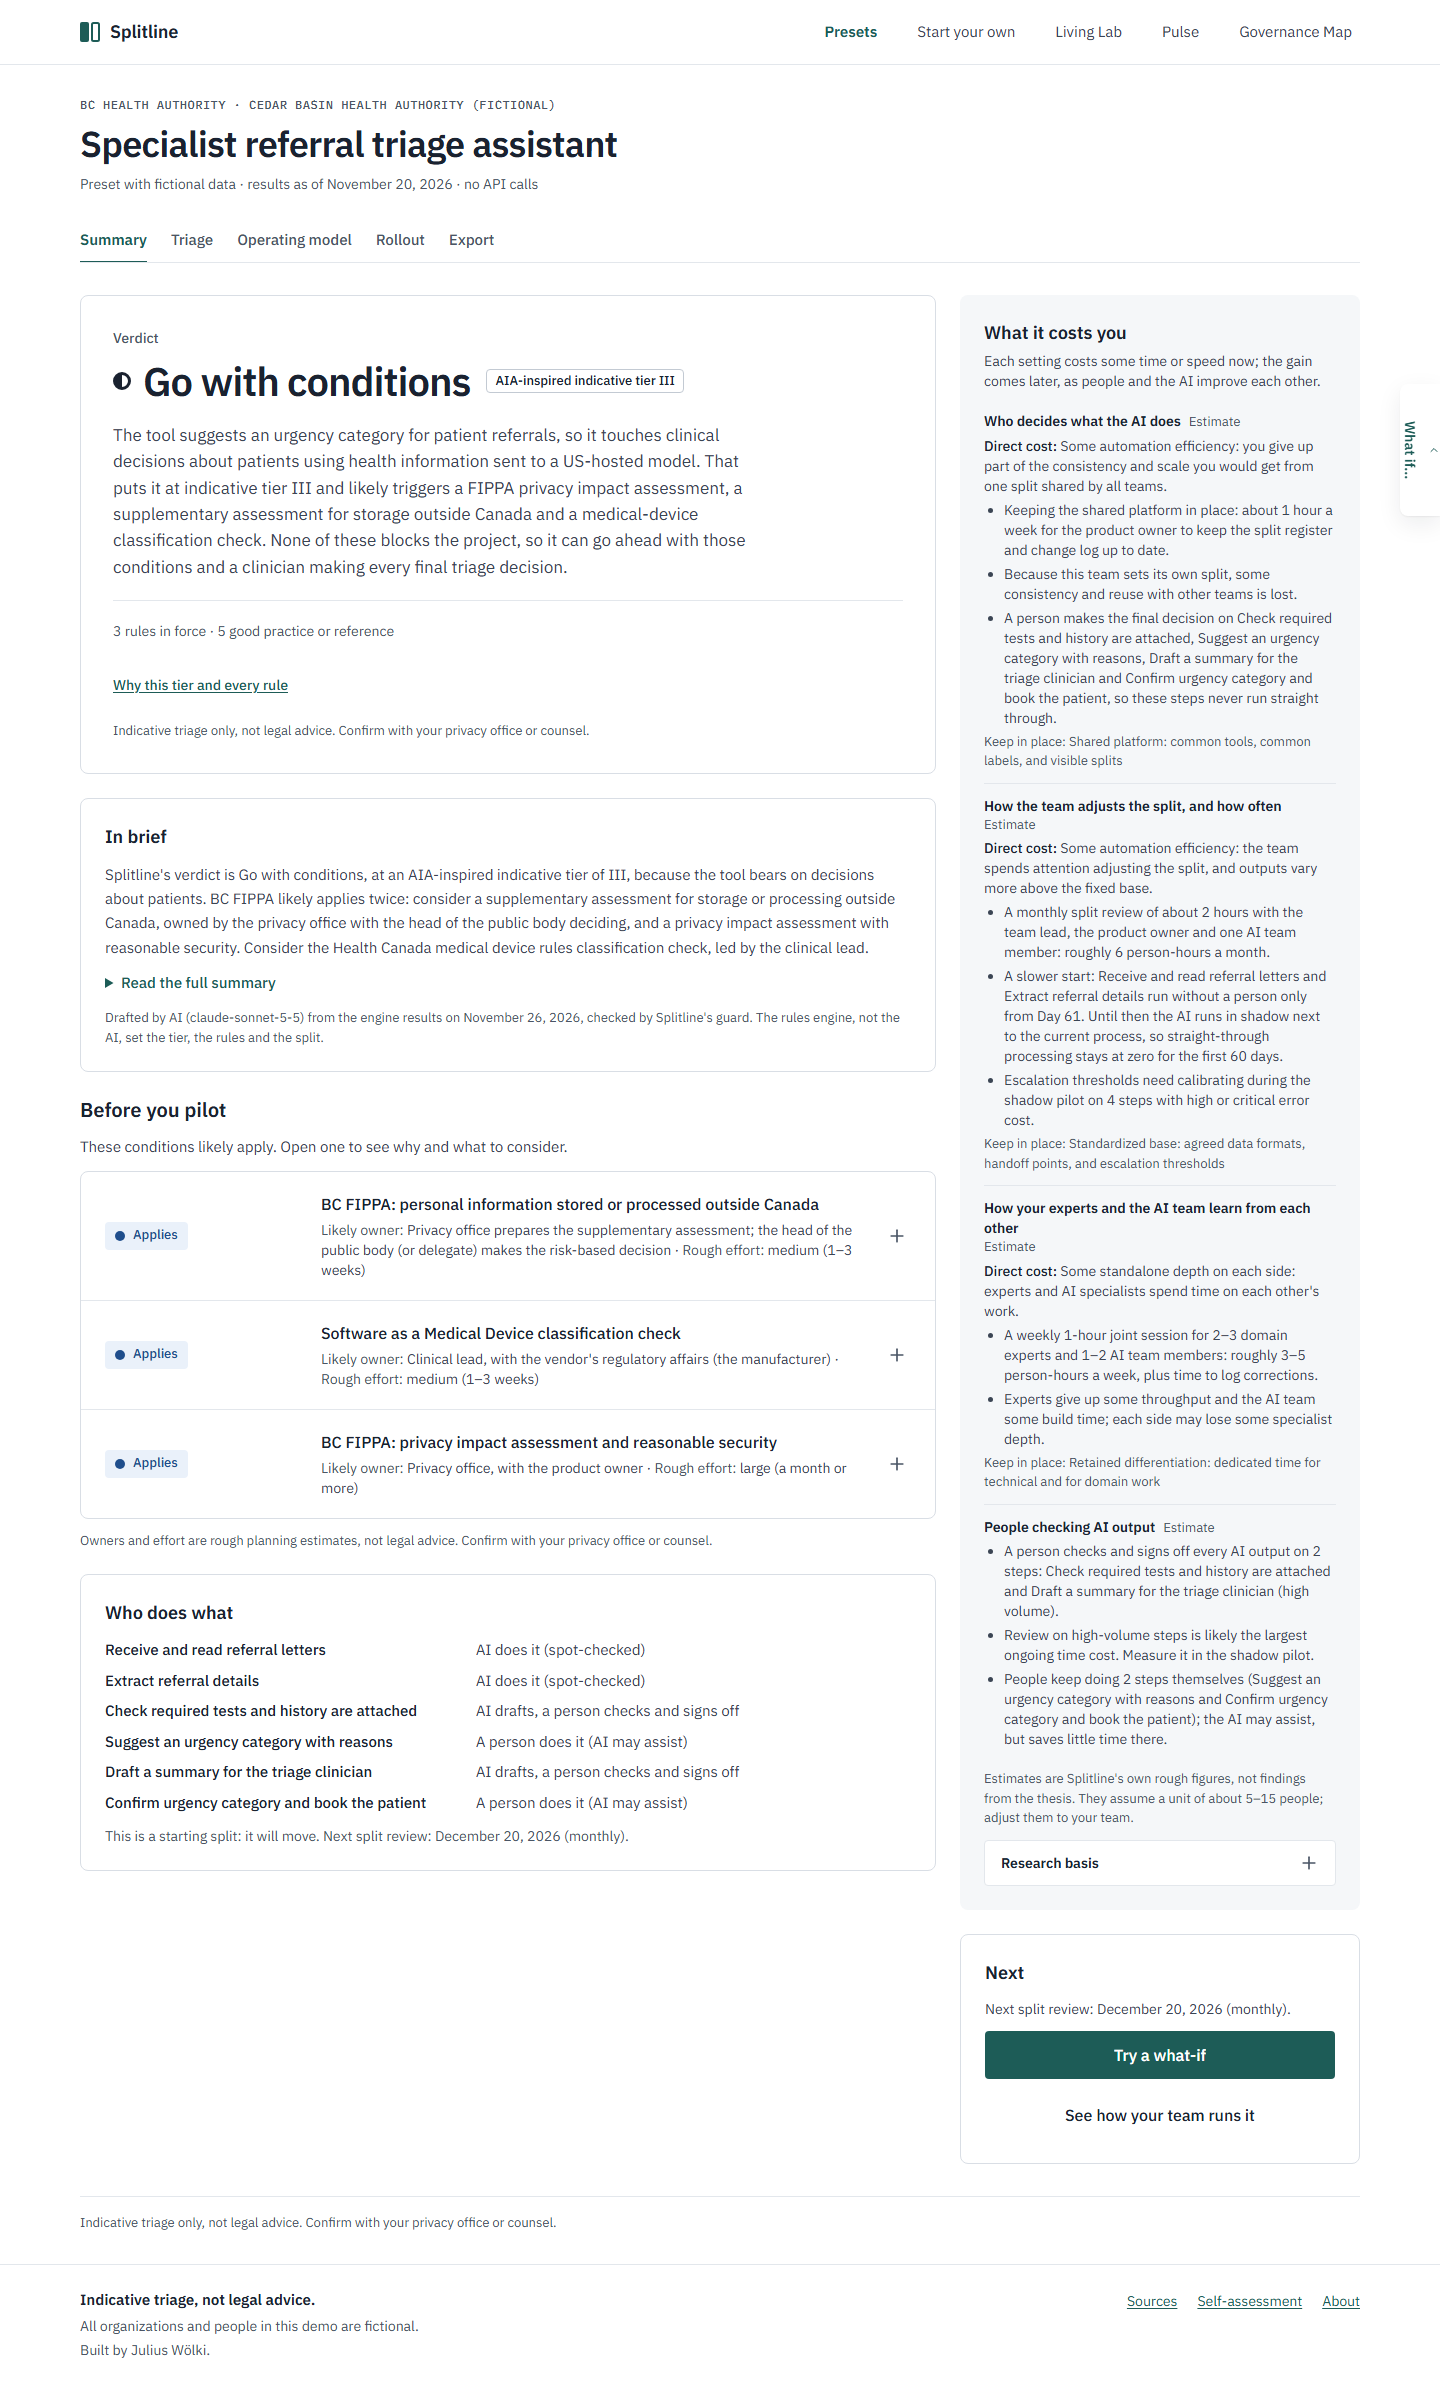 Splitline
Presets
Start your own
Living Lab
Pulse
Governance Map
BC HEALTH AUTHORITY · CEDAR BASIN HEALTH AUTHORITY (FICTIONAL)
Specialist referral triage assistant
Preset with fictional data · results as of November 20, 2026 · no API calls
Summary
Triage
Operating model
Rollout
Export
Verdict
Go with conditions
AIA-inspired indicative tier III
The tool suggests an urgency category for patient referrals, so it touches clinical
decisions about patients using health information sent to a US-hosted model. That
puts it at indicative tier III and likely triggers a FIPPA privacy impact assessment, a
supplementary assessment for storage outside Canada and a medical-device
classification check. None of these blocks the project, so it can go ahead with those
conditions and a clinician making every final triage decision.
3 rules in force · 5 good practice or reference
Why this tier and every rule
Indicative triage only, not legal advice. Confirm with your privacy office or counsel.
In brief
Splitline's verdict is Go with conditions, at an AIA-inspired indicative tier of III, because the tool bears on decisions
about patients. BC FIPPA likely applies twice: consider a supplementary assessment for storage or processing outside
Canada, owned by the privacy office with the head of the public body deciding, and a privacy impact assessment with
reasonable security. Consider the Health Canada medical device rules classification check, led by the clinical lead.
Read the full summary
Drafted by AI (claude-sonnet-5-5) from the engine results on November 26, 2026, checked by Splitline's guard. The rules engine, not the
AI, set the tier, the rules and the split.
Before you pilot
These conditions likely apply. Open one to see why and what to consider.
Applies
BC FIPPA: personal information stored or processed outside Canada
Likely owner: Privacy office prepares the supplementary assessment; the head of the
public body (or delegate) makes the risk-based decision · Rough effort: medium (1–3
weeks)
Applies
Software as a Medical Device classification check
Likely owner: Clinical lead, with the vendor's regulatory affairs (the manufacturer) ·
Rough effort: medium (1–3 weeks)
Applies
BC FIPPA: privacy impact assessment and reasonable security
Likely owner: Privacy office, with the product owner · Rough effort: large (a month or
more)
Owners and effort are rough planning estimates, not legal advice. Confirm with your privacy office or counsel.
Who does what
Receive and read referral letters
AI does it (spot-checked)
Extract referral details
AI does it (spot-checked)
Check required tests and history are attached
AI drafts, a person checks and signs off
Suggest an urgency category with reasons
A person does it (AI may assist)
Draft a summary for the triage clinician
AI drafts, a person checks and signs off
Confirm urgency category and book the patient
A person does it (AI may assist)
This is a starting split: it will move. Next split review: December 20, 2026 (monthly).
What it costs you
Each setting costs some time or speed now; the gain
comes later, as people and the AI improve each other.
Who decides what the AI does Estimate
Direct cost: Some automation efficiency: you give up
part of the consistency and scale you would get from
one split shared by all teams.
Keeping the shared platform in place: about 1 hour a
week for the product owner to keep the split register
and change log up to date.
Because this team sets its own split, some
consistency and reuse with other teams is lost.
A person makes the final decision on Check required
tests and history are attached, Suggest an urgency
category with reasons, Draft a summary for the
triage clinician and Confirm urgency category and
book the patient, so these steps never run straight
through.
Keep in place: Shared platform: common tools, common
labels, and visible splits
How the team adjusts the split, and how often
Estimate
Direct cost: Some automation efficiency: the team
spends attention adjusting the split, and outputs vary
more above the fixed base.
A monthly split review of about 2 hours with the
team lead, the product owner and one AI team
member: roughly 6 person-hours a month.
A slower start: Receive and read referral letters and
Extract referral details run without a person only
from Day 61. Until then the AI runs in shadow next
to the current process, so straight-through
processing stays at zero for the first 60 days.
Escalation thresholds need calibrating during the
shadow pilot on 4 steps with high or critical error
cost.
Keep in place: Standardized base: agreed data formats,
handoff points, and escalation thresholds
How your experts and the AI team learn from each
other
Estimate
Direct cost: Some standalone depth on each side:
experts and AI specialists spend time on each other's
work.
A weekly 1-hour joint session for 2–3 domain
experts and 1–2 AI team members: roughly 3–5
person-hours a week, plus time to log corrections.
Experts give up some throughput and the AI team
some build time; each side may lose some specialist
depth.
Keep in place: Retained differentiation: dedicated time for
technical and for domain work
People checking AI output Estimate
A person checks and signs off every AI output on 2
steps: Check required tests and history are attached
and Draft a summary for the triage clinician (high
volume).
Review on high-volume steps is likely the largest
ongoing time cost. Measure it in the shadow pilot.
People keep doing 2 steps themselves (Suggest an
urgency category with reasons and Confirm urgency
category and book the patient); the AI may assist,
but saves little time there.
Estimates are Splitline's own rough figures, not findings
from the thesis. They assume a unit of about 5–15 people;
adjust them to your team.
Research basis
Next
Next split review: December 20, 2026 (monthly).
Try a what-if
See how your team runs it
What if...
Indicative triage only, not legal advice. Confirm with your privacy office or counsel.
Indicative triage, not legal advice.
All organizations and people in this demo are fictional.
Built by Julius Wölki.
Sources
Self-assessment
About